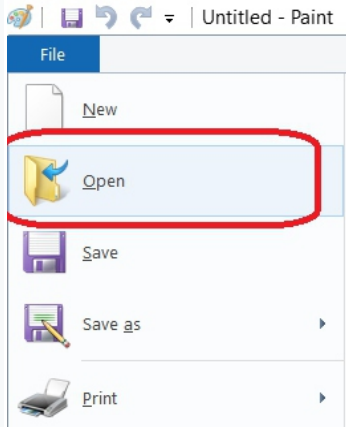 Untitled - Paint
File
New
Open
Save
Save as
Print